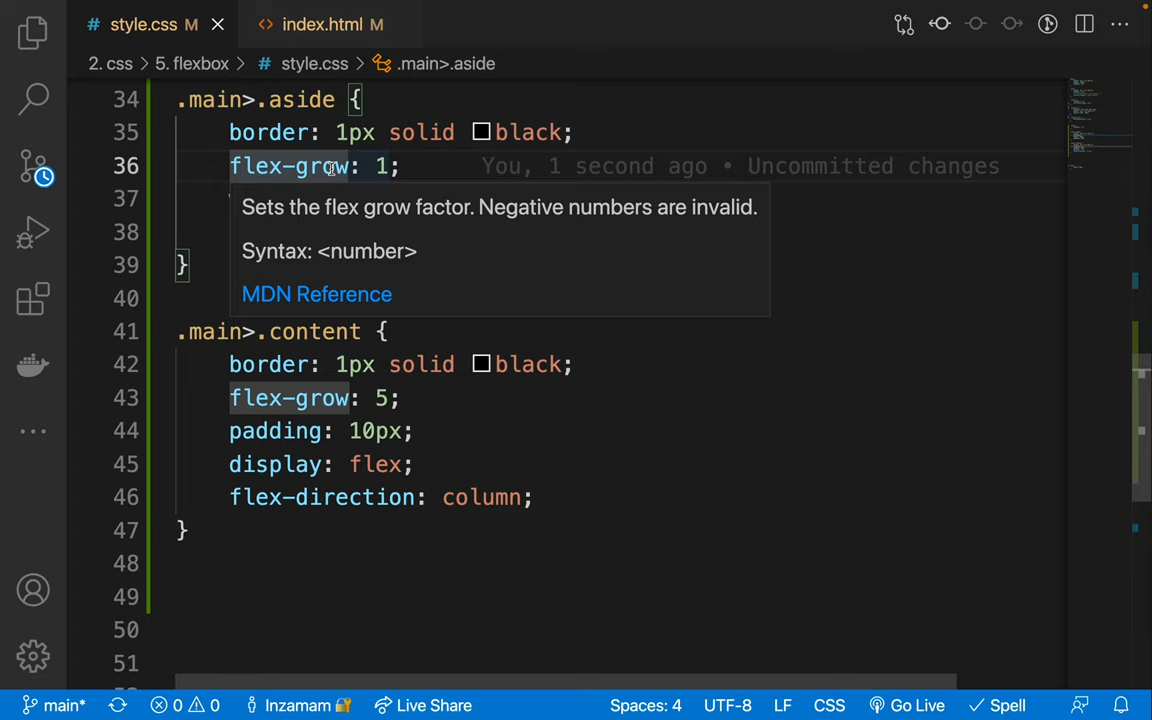 style.css M
index.html M
2. css > 5. flexbox > style.css > .main>.aside
34 .main>.aside {
35 border: 1px solid black;
36 flex-grow: 1; You, 1 second ago • Uncommitted changes
37
Sets the flex grow factor. Negative numbers are invalid.
38
Syntax: <number>
39 }
MDN Reference
40
41 .main>.content {
42 border: 1px solid black;
43 flex-grow: 5;
44 padding: 10px;
45 display: flex;
46 flex-direction: column;
47 }
48
49
50
51
main* 0 0 Inzamam Live Share Spaces: 4 UTF-8 LF CSS Go Live Spell